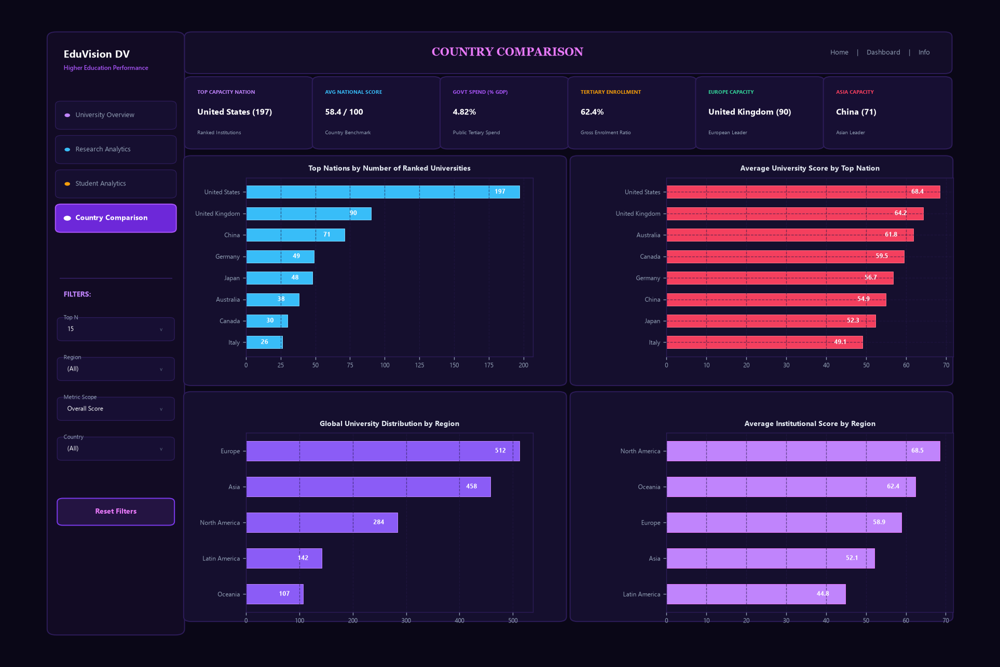 EduVision DV
Higher Education Performance
University Overview
Research Analytics
Student Analytics
Country Comparison
FILTERS:
Top N
15
v
Region
(All)
v
Metric Scope
Overall Score
v
Country
(All)
v
Reset Filters
COUNTRY COMPARISON
Home | Dashboard | Info
TOP CAPACITY NATION
United States (197)
Ranked Institutions
AVG NATIONAL SCORE
58.4 / 100
Country Benchmark
GOVT SPEND (% GDP)
4.82%
Public Tertiary Spend
TERTIARY ENROLLMENT
62.4%
Gross Enrolment Ratio
EUROPE CAPACITY
United Kingdom (90)
European Leader
ASIA CAPACITY
China (71)
Asian Leader
Top Nations by Number of Ranked Universities
United States 197
United Kingdom 90
China 71
Germany 49
Japan 48
Australia 38
Canada 30
Italy 26
0 25 50 75 100 125 150 175 200
Average University Score by Top Nation
United States 68.4
United Kingdom 64.2
Australia 61.8
Canada 59.5
Germany 56.7
China 54.9
Japan 52.3
Italy 49.1
0 10 20 30 40 50 60 70
Global University Distribution by Region
Europe 512
Asia 458
North America 284
Latin America 142
Oceania 107
0 100 200 300 400 500
Average Institutional Score by Region
North America 68.5
Oceania 62.4
Europe 58.9
Asia 52.1
Latin America 44.8
0 10 20 30 40 50 60 70